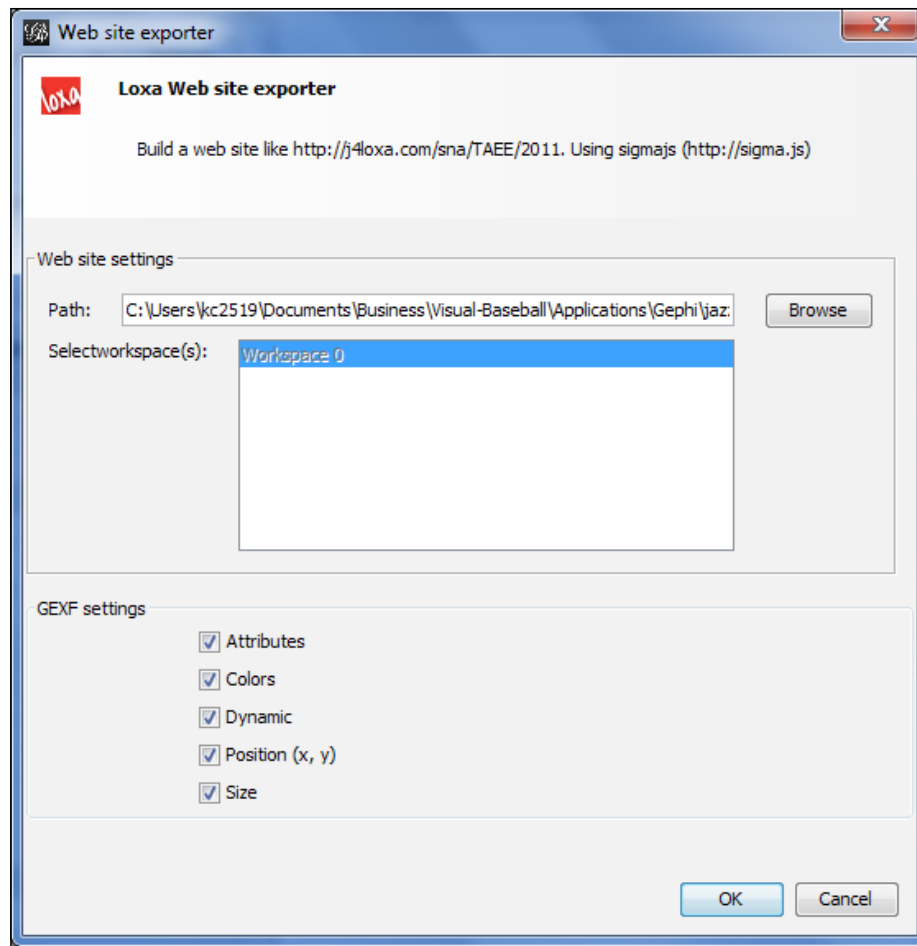 Web site exporter
loxa
Loxa Web site exporter
Build a web site like http://j4loxa.com/sna/TAEE/2011. Using sigmajs (http://sigma.js)
Web site settings
Path: C:\Users\kc2519\Documents\Business\Visual-Baseball\Applications\Gephi\jaz Browse
Selectworkspace(s): Workspace 0
GEXF settings
Attributes
Colors
Dynamic
Position (x, y)
Size
OK Cancel